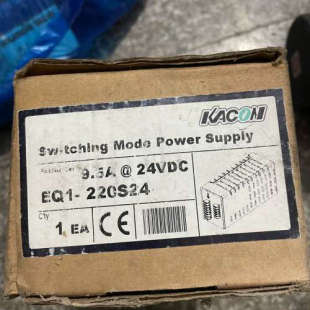 KACON
Switching Mode Power Supply
9.5A @ 24VDC
EQ1- 220S24
Qty
1 EA CE